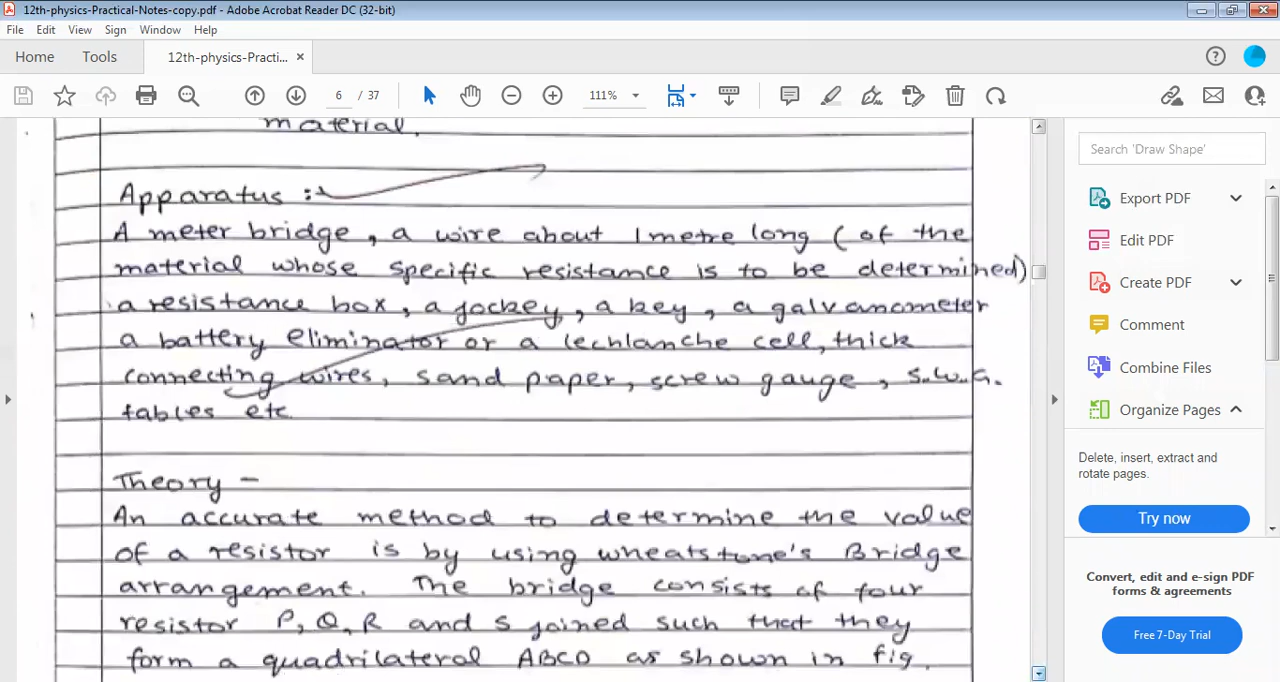 12th-physics-Practical-Notes-copy.pdf - Adobe Acrobat Reader DC (32-bit)
File Edit View Sign Window Help
Home Tools 12th-physics-Practi... ×
6 / 37 111%
material.
Apparatus :-
A meter bridge, a wire about 1metre long (of the
material whose specific resistance is to be determined)
a resistance box, a jockey, a key, a galvanometer
a battery eliminator or a lechlanche cell, thick
connecting wires, sand paper, screw gauge, S.W.G.
tables etc
Theory -
An accurate method to determine the value
of a resistor is by using wheatstone's Bridge
arrangement. The bridge consists of four
resistor P, Q, R and S joined such that they
form a quadrilateral ABCD as shown in fig.
Search 'Draw Shape'
Export PDF
Edit PDF
Create PDF
Comment
Combine Files
Organize Pages
Delete, insert, extract and
rotate pages.
Try now
Convert, edit and e-sign PDF
forms & agreements
Free 7-Day Trial